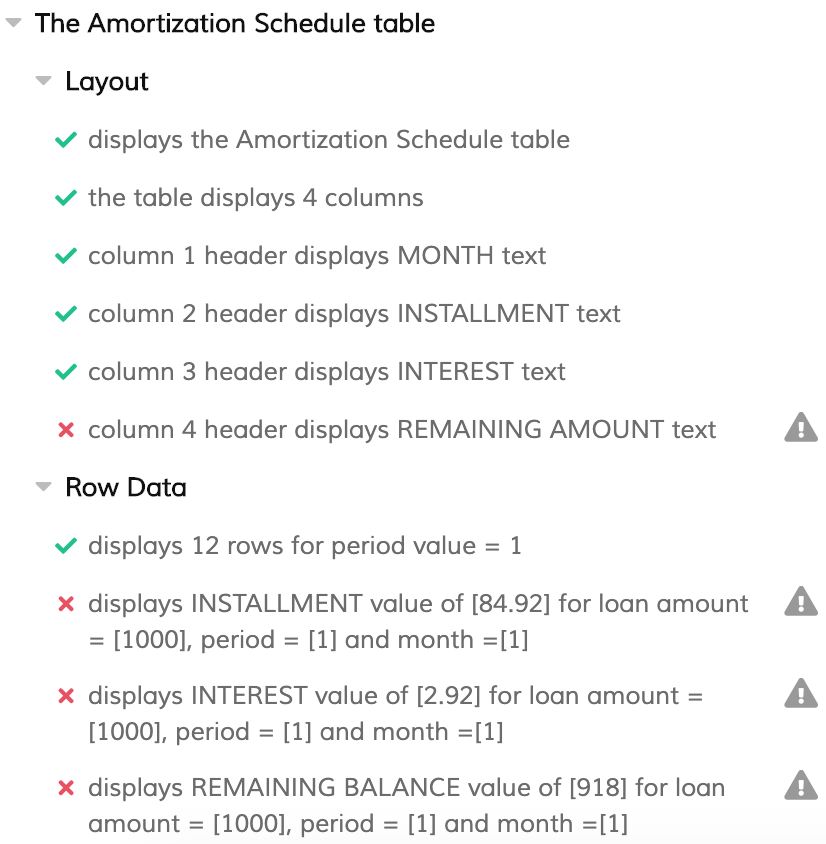 The Amortization Schedule table
Layout
displays the Amortization Schedule table
the table displays 4 columns
column 1 header displays MONTH text
column 2 header displays INSTALLMENT text
column 3 header displays INTEREST text
column 4 header displays REMAINING AMOUNT text
Row Data
displays 12 rows for period value = 1
displays INSTALLMENT value of [84.92] for loan amount
= [1000], period = [1] and month =[1]
displays INTEREST value of [2.92] for loan amount =
[1000], period = [1] and month =[1]
displays REMAINING BALANCE value of [918] for loan
amount = [1000], period = [1] and month =[1]